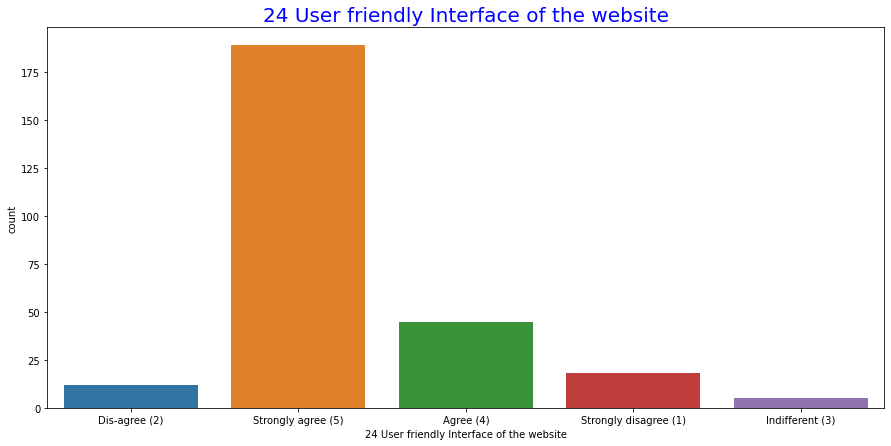 24 User friendly Interface of the website
175
150
125
100
75
50
25
0
count
Dis-agree (2) Strongly agree (5) Agree (4) Strongly disagree (1) Indifferent (3)
24 User friendly Interface of the website